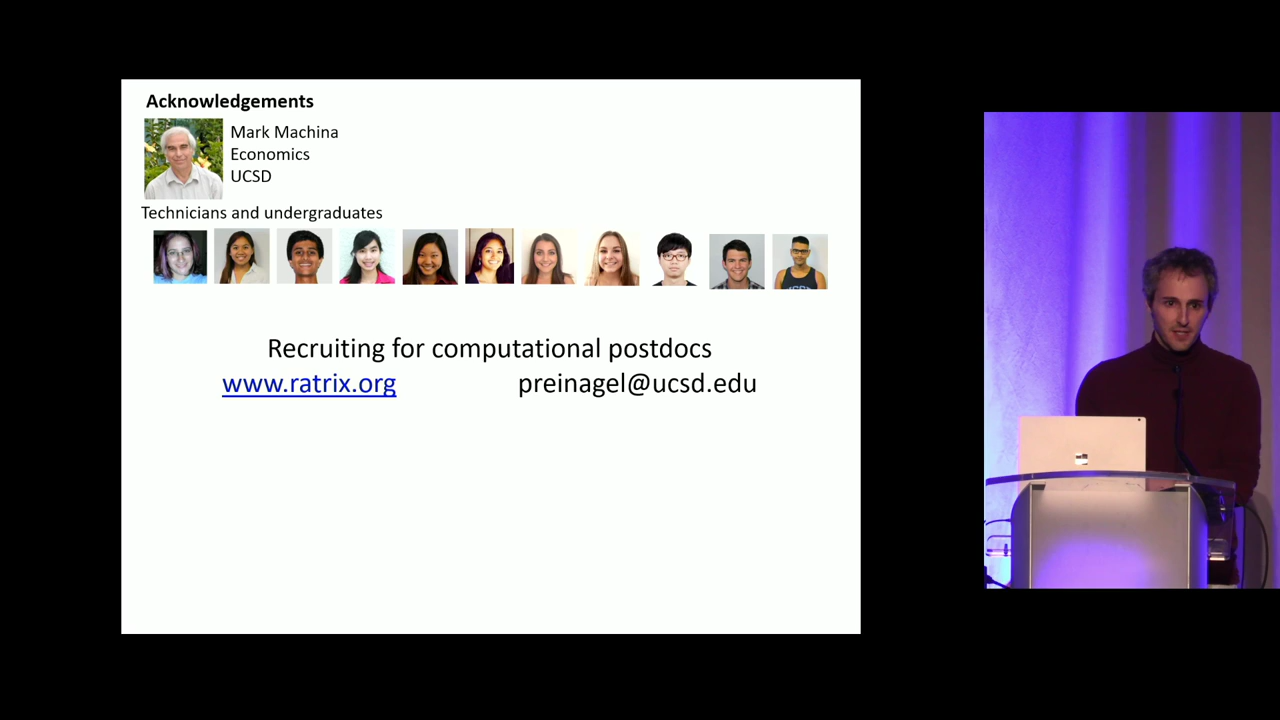 Acknowledgements
Mark Machina
Economics
UCSD
Technicians and undergraduates
Recruiting for computational postdocs
www.ratrix.org preinagel@ucsd.edu